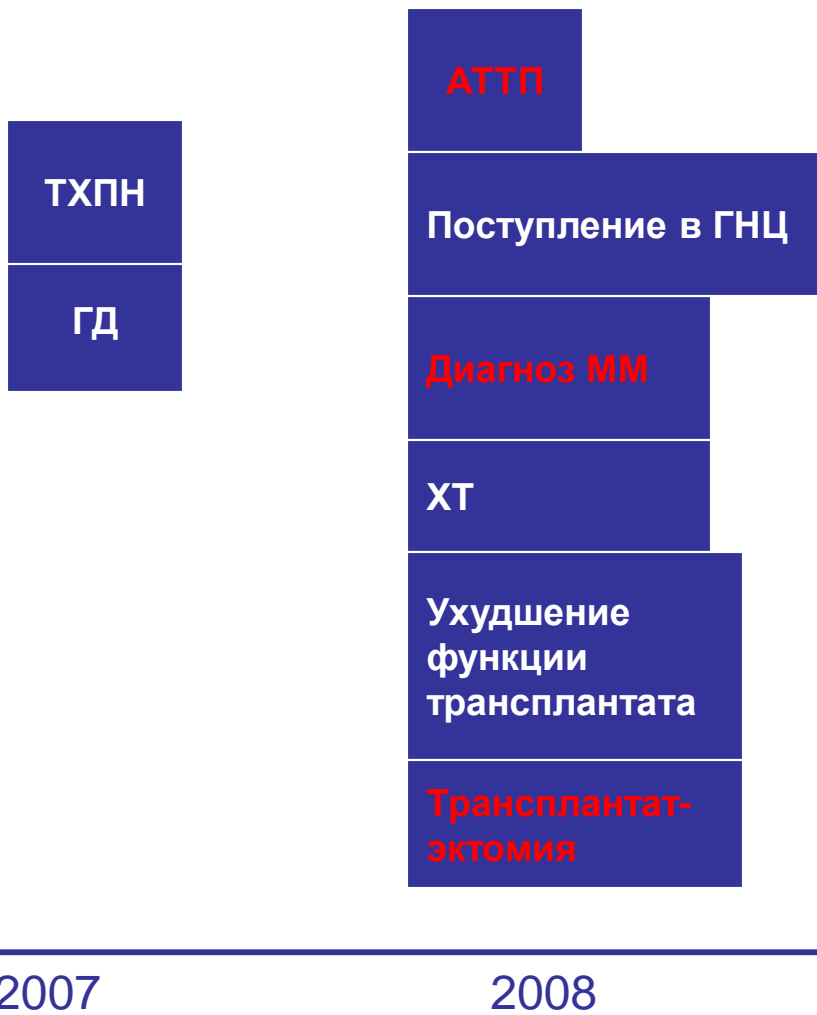 ТХПН
ГД
АТТП
Поступление в ГНЦ
Диагноз ММ
ХТ
Ухудшение
функции
трансплантата
Трансплантат-
эктомия
2007
2008